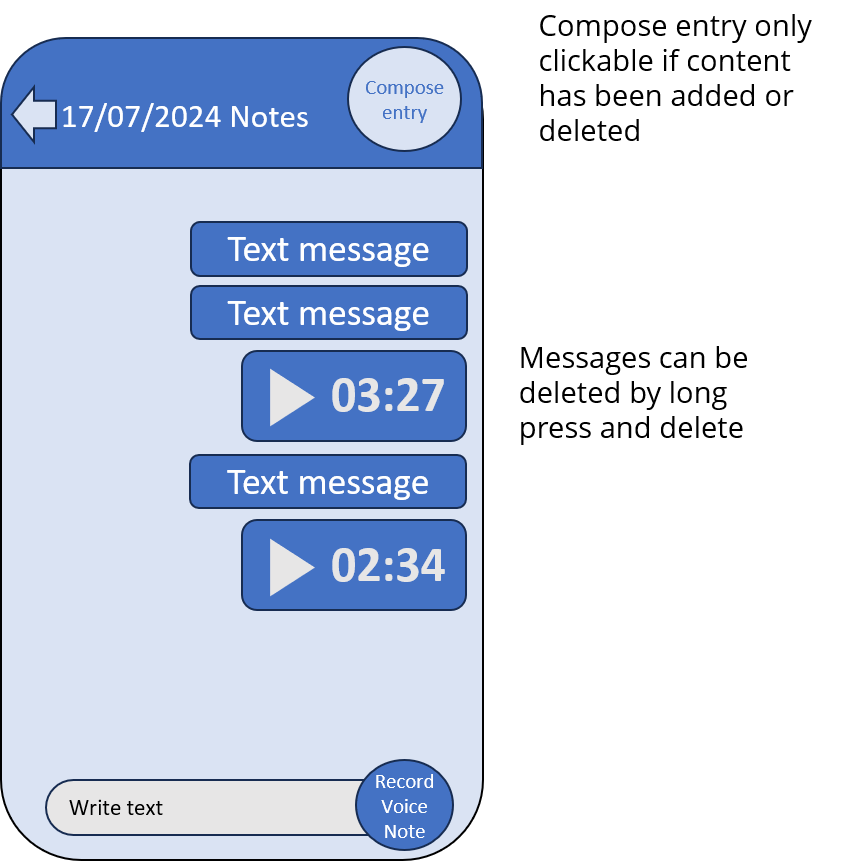 Compose entry only
clickable if content
has been added or
deleted
Compose
entry
17/07/2024 Notes
Text message
Text message
03:27
Messages can be
deleted by long
press and delete
Text message
02:34
Write text
Record
Voice
Note